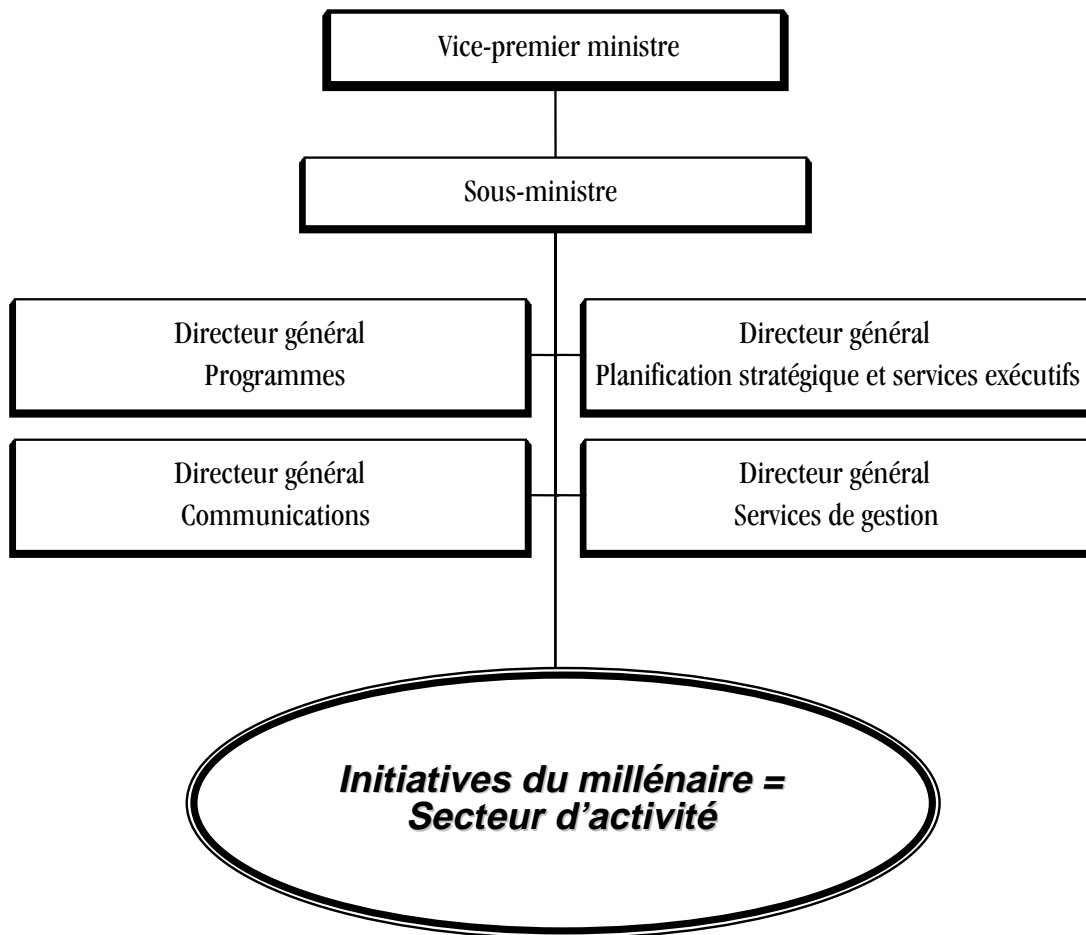 Vice-premier ministre
Sous-ministre
Directeur général
Programmes
Directeur général
Planification stratégique et services exécutifs
Directeur général
Communications
Directeur général
Services de gestion
Initiatives du millénaire =
Secteur d'activité